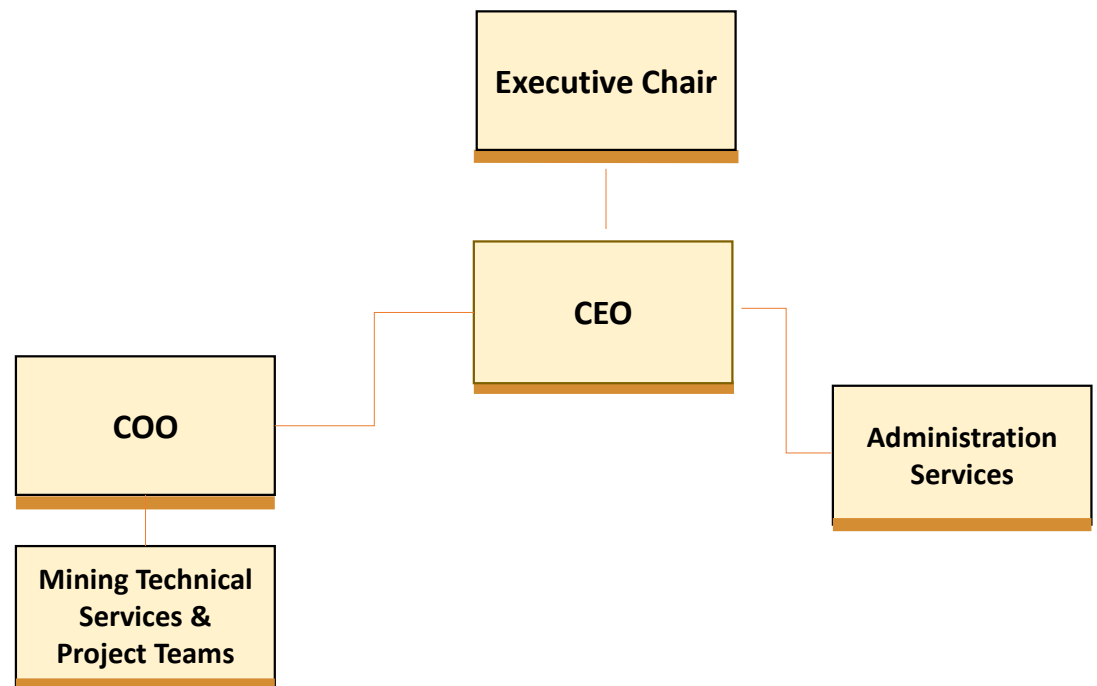 Executive Chair
CEO
COO
Administration
Services
Mining Technical
Services &
Project Teams